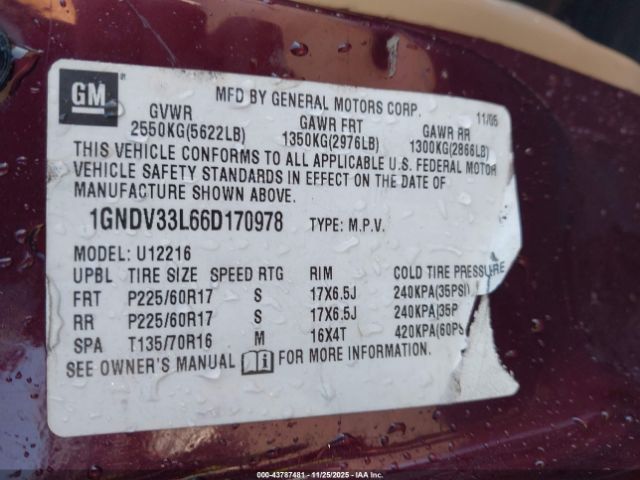 GM
MFD BY GENERAL MOTORS CORP. 11/05
GVWR GAWR FRT GAWR RR
2550KG(5622LB) 1350KG(2976LB) 1300KG(2866LB)
THIS VEHICLE CONFORMS TO ALL APPLICABLE U.S. FEDERAL MOTOR
VEHICLE SAFETY STANDARDS IN EFFECT ON THE DATE OF
MANUFACTURE SHOWN ABOVE.
1GNDV33L66D170978 TYPE: M.P.V.
MODEL: U12216
UPBL TIRE SIZE SPEED RTG RIM COLD TIRE PRESSURE
FRT P225/60R17 S 17X6.5J 240KPA(35PSI)
RR P225/60R17 S 17X6.5J 240KPA(35P
SPA T135/70R16 M 16X4T 420KPA(60PS
SEE OWNER'S MANUAL i FOR MORE INFORMATION.
00-43787481 - 11/25/2025 - IAA Inc.